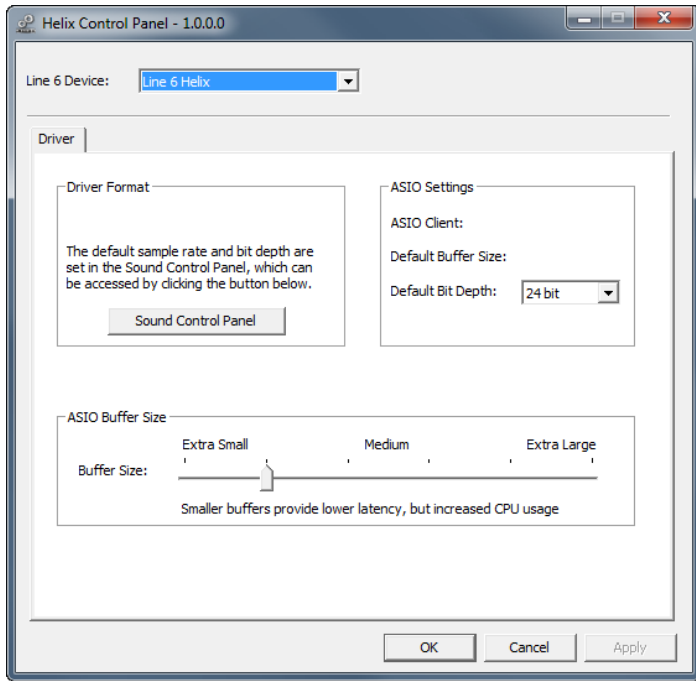 Helix Control Panel - 1.0.0.0
Line 6 Device:
Line 6 Helix
Driver
Driver Format
The default sample rate and bit depth are
set in the Sound Control Panel, which can
be accessed by clicking the button below.
Sound Control Panel
ASIO Settings
ASIO Client:
Default Buffer Size:
Default Bit Depth:
24 bit
ASIO Buffer Size
Extra Small
Medium
Extra Large
Buffer Size:
Smaller buffers provide lower latency, but increased CPU usage
OK
Cancel
Apply